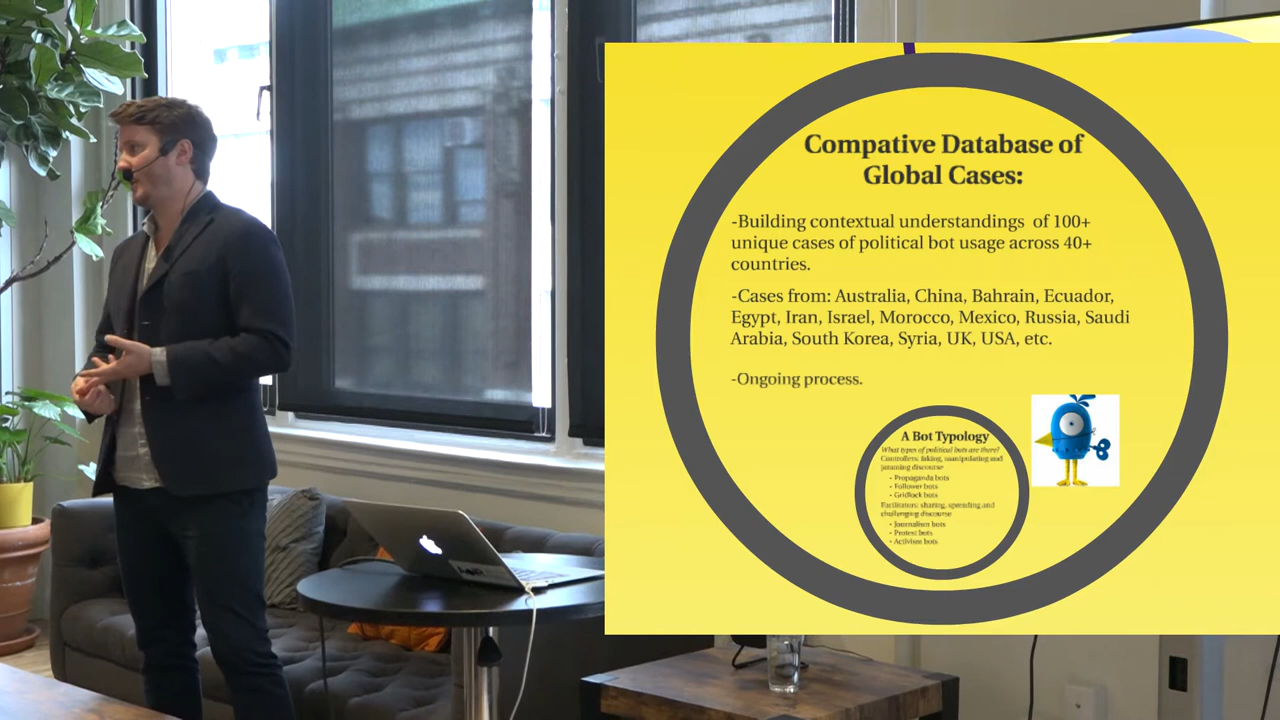 Compative Database of
Global Cases:
-Building contextual understandings of 100+
unique cases of political bot usage across 40+
countries.
-Cases from: Australia, China, Bahrain, Ecuador,
Egypt, Iran, Israel, Morocco, Mexico, Russia, Saudi
Arabia, South Korea, Syria, UK, USA, etc.
-Ongoing process.
A Bot Typology
What types of political bots are there?
Controllers: faking, manipulating and
jamming discourse
• Propaganda bots
• Follower bots
• Gridlock bots
Facilitators: sharing, upending and
challenging discourse
• Journalism bots
• Protest bots
• Activism bots